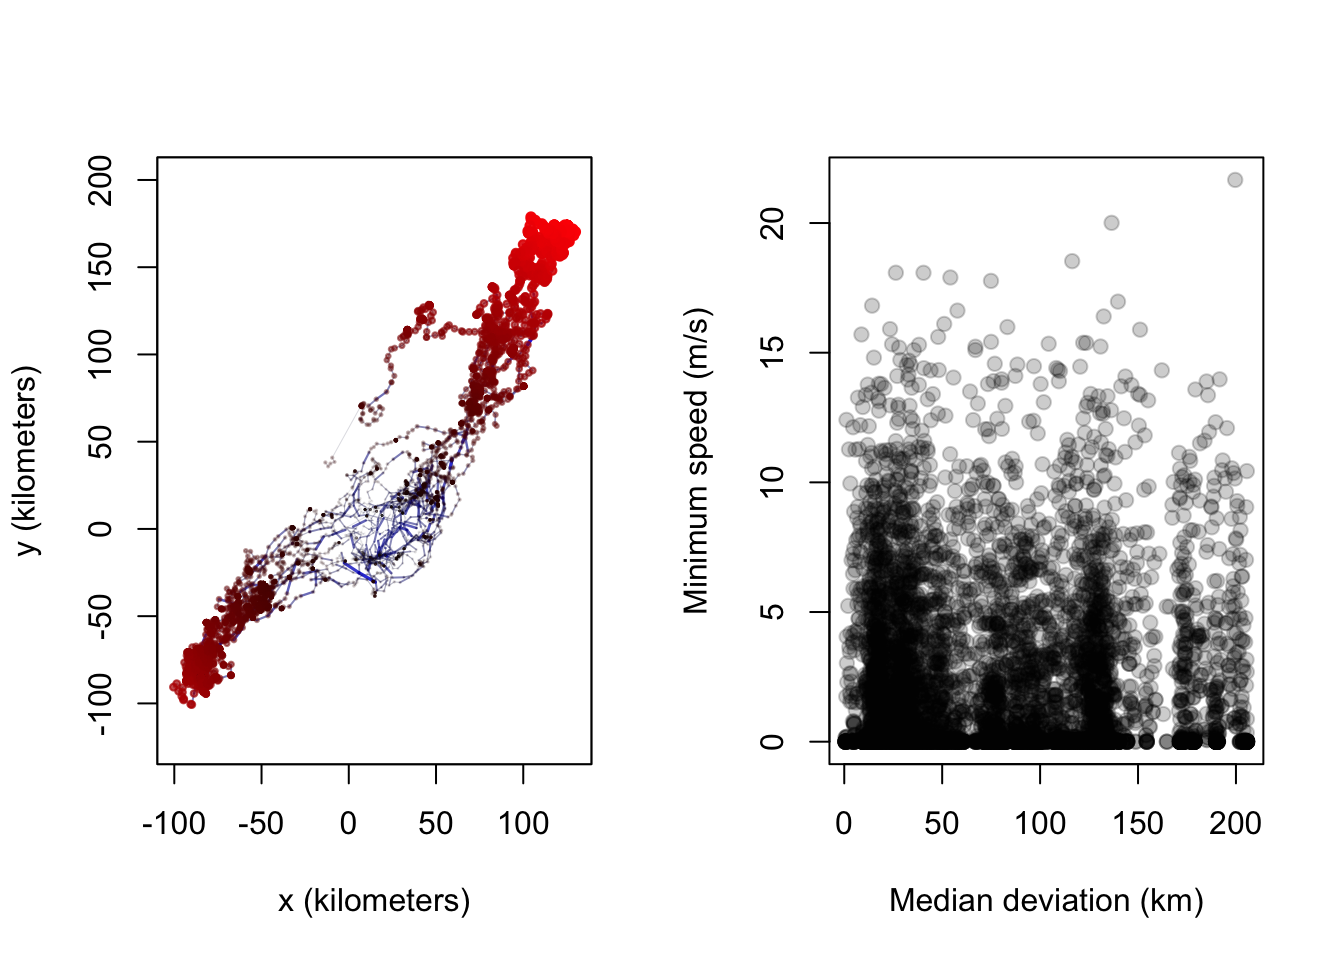 y (kilometers)
200
150
100
50
0
-50
-100
-100 -50 0 50 100
x (kilometers)
Minimum speed (m/s)
20
15
10
5
0
0 50 100 150 200
Median deviation (km)